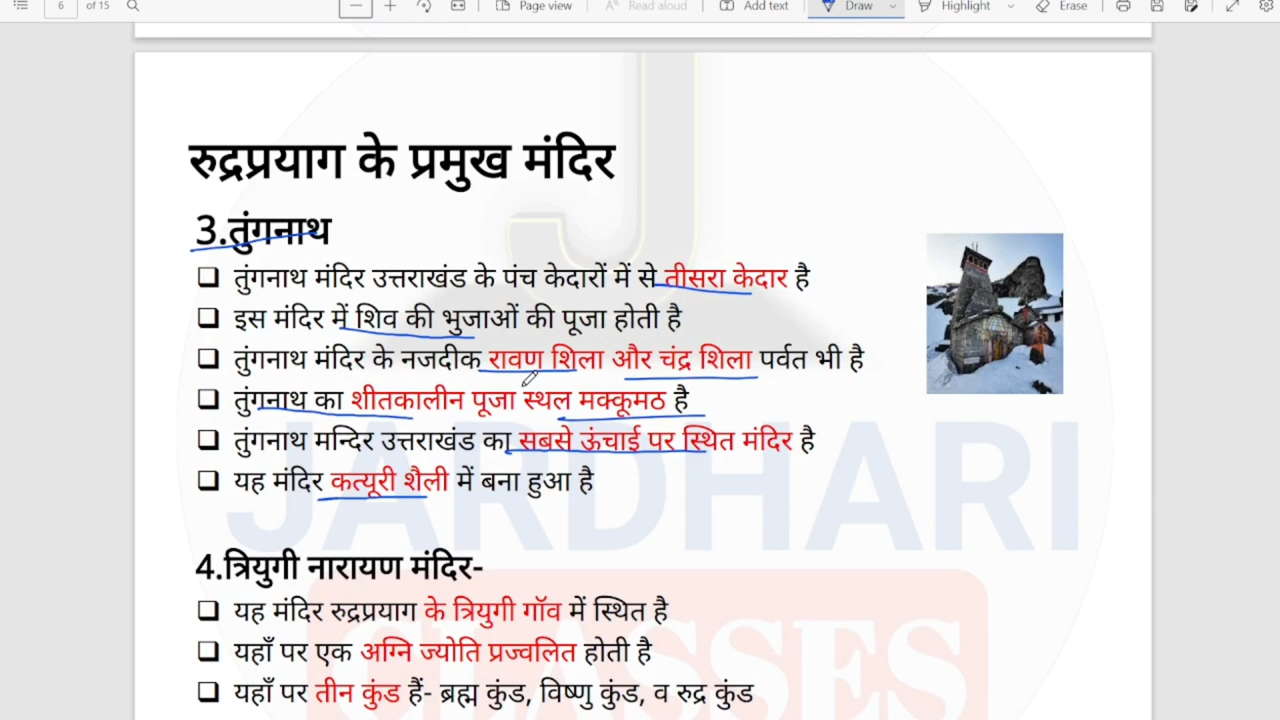 6 of 15 Page view Read aloud Add text Draw Highlight Erase
रुद्रप्रयाग के प्रमुख मंदिर
3.तुंगनाथ
तुंगनाथ मंदिर उत्तराखंड के पंच केदारों में से तीसरा केदार है
इस मंदिर में शिव की भुजाओं की पूजा होती है
तुंगनाथ मंदिर के नजदीक रावण शिला और चंद्र शिला पर्वत भी है
तुंगनाथ का शीतकालीन पूजा स्थल मक्कूमठ है
तुंगनाथ मन्दिर उत्तराखंड का सबसे ऊंचाई पर स्थित मंदिर है
यह मंदिर कत्यूरी शैली में बना हुआ है
4.त्रियुगी नारायण मंदिर-
यह मंदिर रुद्रप्रयाग के त्रियुगी गॉव में स्थित है
यहाँ पर एक अग्नि ज्योति प्रज्वलित होती है
यहाँ पर तीन कुंड हैं- ब्रह्म कुंड, विष्णु कुंड, व रुद्र कुंड
JARDHARI
CLASSES